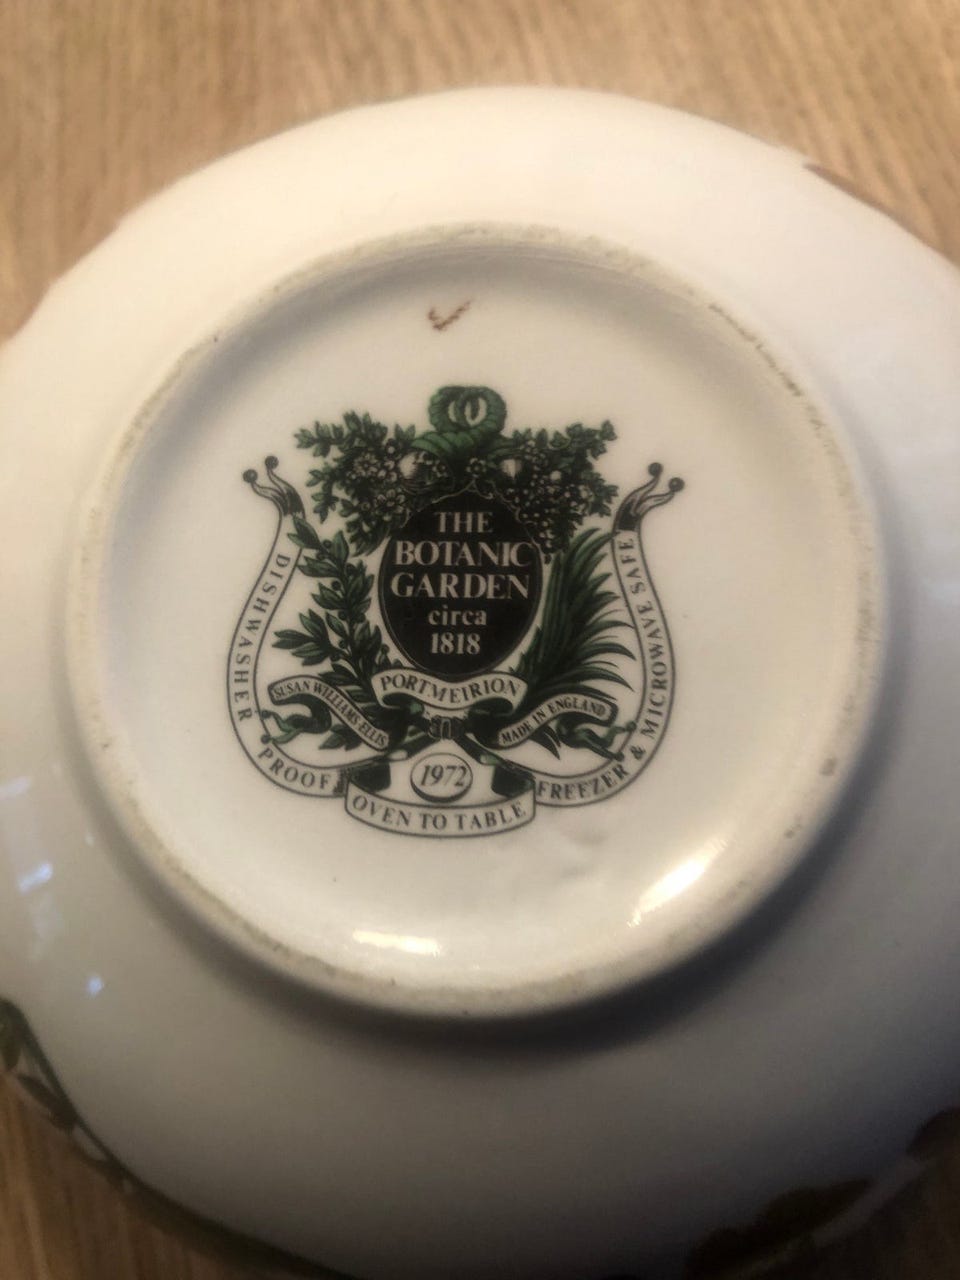 THE
BOTANIC
GARDEN
circa
1818
PORTMEIRION
SUSAN WILLIAMS-ELLIS
MADE IN ENGLAND
1972
DISHWASHER
PROOF
OVEN TO TABLE
FREEZER & MICROWAVE SAFE